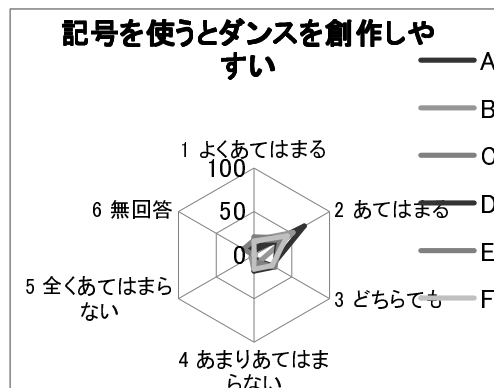 記号を使うとダンスを創作しや
すい
A
B
C
D
E
F
1 よくあてはまる
100
50
0
2 あてはまる
3 どちらでも
4 あまりあてはま
らない
5 全くあてはまら
ない
6 無回答